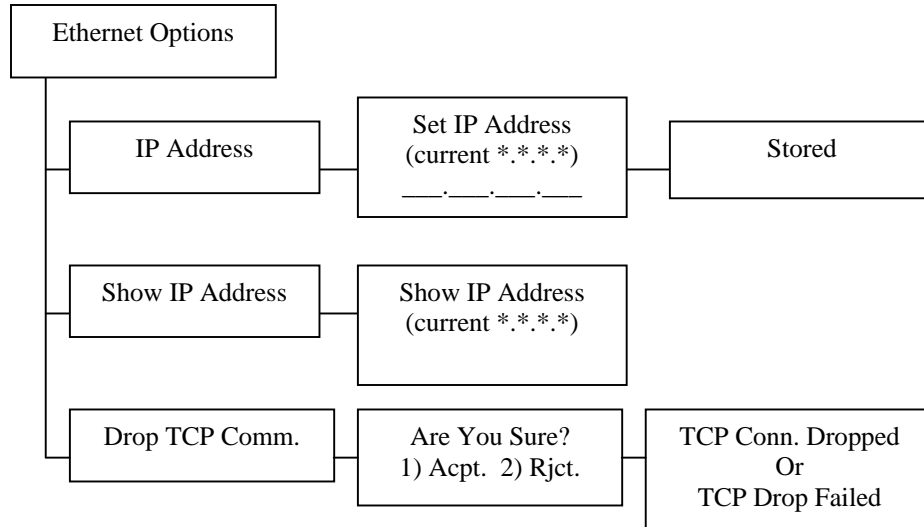 Ethernet Options
IP Address
Set IP Address
(current *.*.*.*)
___.___.___.___
Stored
Show IP Address
Show IP Address
(current *.*.*.*)
Drop TCP Comm.
Are You Sure?
1) Acpt.  2) Rjct.
TCP Conn. Dropped
Or
TCP Drop Failed